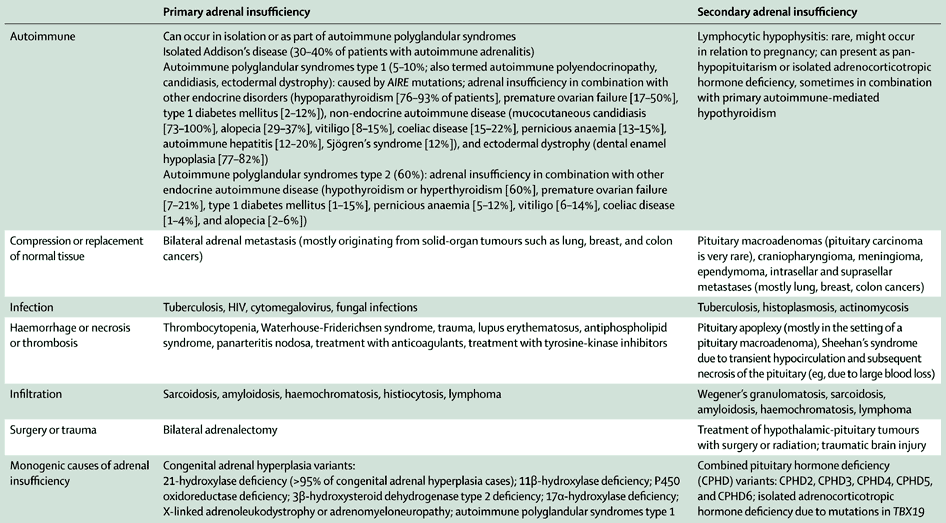 Primary adrenal insufficiency
Secondary adrenal insufficiency
Autoimmune
Can occur in isolation or as part of autoimmune polyglandular syndromes
Isolated Addison's disease (30–40% of patients with autoimmune adrenalitis)
Autoimmune polyglandular syndromes type 1 (5–10%; also termed autoimmune polyendocrinopathy,
candidiasis, ectodermal dystrophy): caused by AIRE mutations; adrenal insufficiency in combination with
other endocrine disorders (hypoparathyroidism [76–93% of patients], premature ovarian failure [17–50%],
type 1 diabetes mellitus [2–12%]), non-endocrine autoimmune disease (mucocutaneous candidiasis
[73–100%], alopecia [29–37%], vitiligo [8–15%], coeliac disease [15–22%], pernicious anaemia [13–15%],
autoimmune hepatitis [12–20%], Sjögren's syndrome [12%]), and ectodermal dystrophy (dental enamel
hypoplasia [77–82%])
Autoimmune polyglandular syndromes type 2 (60%): adrenal insufficiency in combination with other
endocrine autoimmune disease (hypothyroidism or hyperthyroidism [60%], premature ovarian failure
[7–21%], type 1 diabetes mellitus [1–15%], pernicious anaemia [5–12%], vitiligo [6–14%], coeliac disease
[1–4%], and alopecia [2–6%])
Lymphocytic hypophysitis: rare, might
occur in relation to pregnancy; can present as pan-
hypopituitarism or isolated adrenocorticotropic
hormone deficiency, sometimes in combination
with primary autoimmune-mediated
hypothyroidism
Compression or replacement
of normal tissue
Bilateral adrenal metastasis (mostly originating from solid-organ tumours such as lung, breast, and colon
cancers)
Pituitary macroadenomas (pituitary carcinoma
is very rare), craniopharyngioma, meningioma,
ependymoma, intrasellar and suprasellar
metastases (mostly lung, breast, colon cancers)
Infection
Tuberculosis, HIV, cytomegalovirus, fungal infections
Tuberculosis, histoplasmosis, actinomycosis
Haemorrhage or necrosis
or thrombosis
Thrombocytopenia, Waterhouse-Friderichsen syndrome, trauma, lupus erythematosus, antiphospholipid
syndrome, panarteritis nodosa, treatment with anticoagulants, treatment with tyrosine-kinase inhibitors
Pituitary apoplexy (mostly in the setting of a
pituitary macroadenoma), Sheehan's syndrome
due to transient hypocirculation and subsequent
necrosis of the pituitary (eg, due to large blood loss)
Infiltration
Sarcoidosis, amyloidosis, haemochromatosis, histiocytosis, lymphoma
Wegener's granulomatosis, sarcoidosis,
amyloidosis, haemochromatosis, lymphoma
Surgery or trauma
Bilateral adrenalectomy
Treatment of hypothalamic-pituitary tumours
with surgery or radiation; traumatic brain injury
Monogenic causes of adrenal
insufficiency
Congenital adrenal hyperplasia variants:
21-hydroxylase deficiency (>95% of congenital adrenal hyperplasia cases); 11β-hydroxylase deficiency; P450
oxidoreductase deficiency; 3β-hydroxysteroid dehydrogenase type 2 deficiency; 17α-hydroxylase deficiency;
X-linked adrenoleukodystrophy or adrenomyeloneuropathy; autoimmune polyglandular syndromes type 1
Combined pituitary hormone deficiency
(CPHD) variants: CPHD2, CPHD3, CPHD4, CPHD5,
and CPHD6; isolated adrenocorticotropic
hormone deficiency due to mutations in TBX19